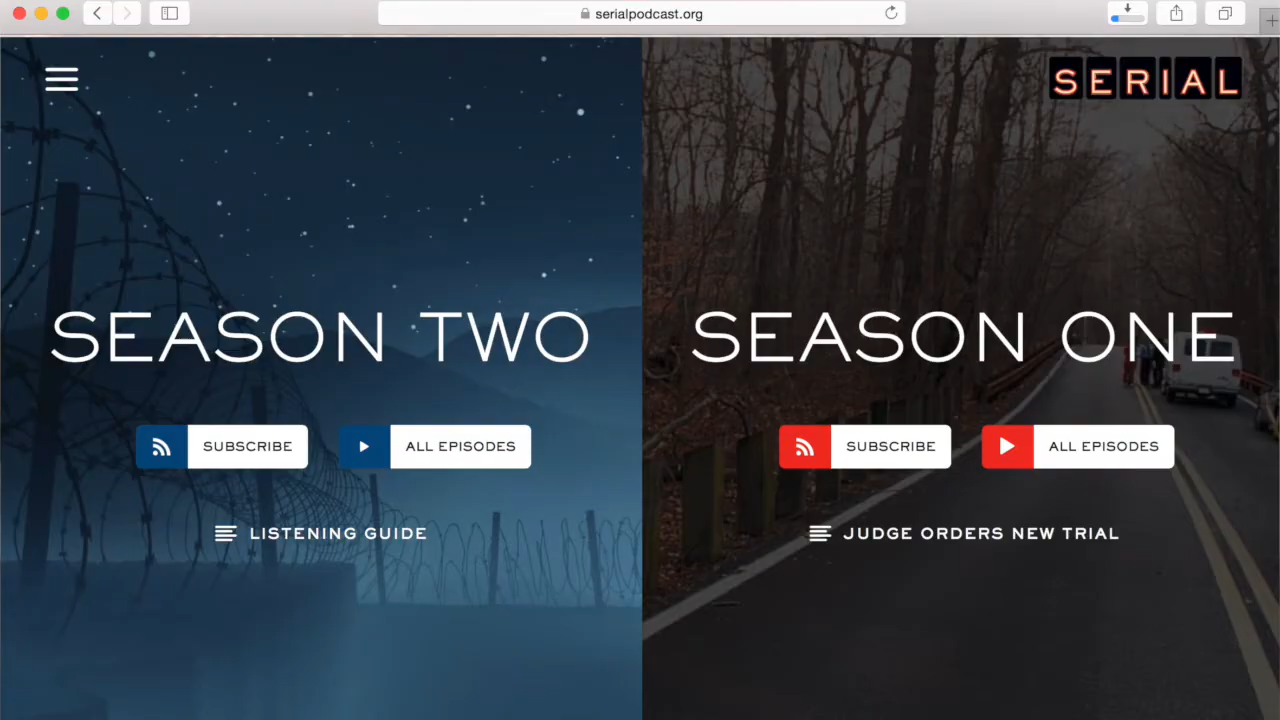 serialpodcast.org
SERIAL
SEASON TWO
SUBSCRIBE
ALL EPISODES
LISTENING GUIDE
SEASON ONE
SUBSCRIBE
ALL EPISODES
JUDGE ORDERS NEW TRIAL